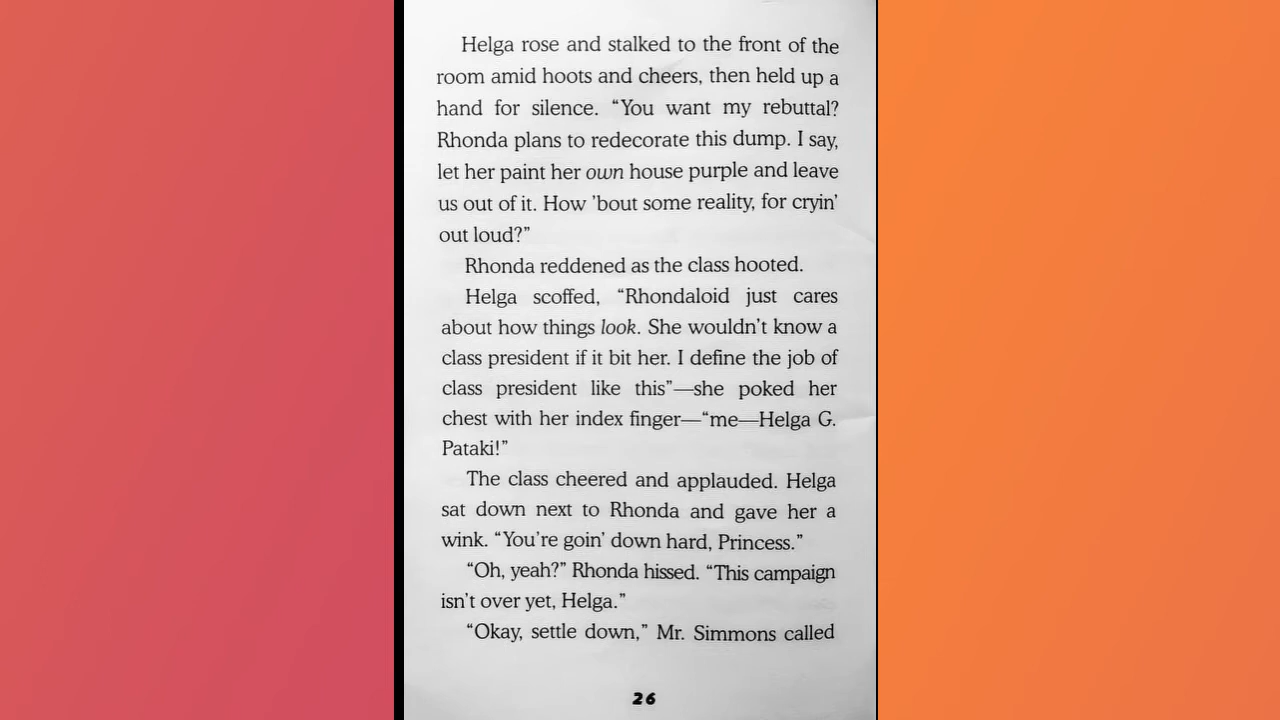 Helga rose and stalked to the front of the
room amid hoots and cheers, then held up a
hand for silence. “You want my rebuttal?
Rhonda plans to redecorate this dump. I say,
let her paint her own house purple and leave
us out of it. How ’bout some reality, for cryin’
out loud?”
Rhonda reddened as the class hooted.
Helga scoffed, “Rhondaloid just cares
about how things look. She wouldn’t know a
class president if it bit her. I define the job of
class president like this”—she poked her
chest with her index finger—“me—Helga G.
Pataki!”
The class cheered and applauded. Helga
sat down next to Rhonda and gave her a
wink. “You’re goin’ down hard, Princess.”
“Oh, yeah?” Rhonda hissed. “This campaign
isn’t over yet, Helga.”
“Okay, settle down,” Mr. Simmons called
26